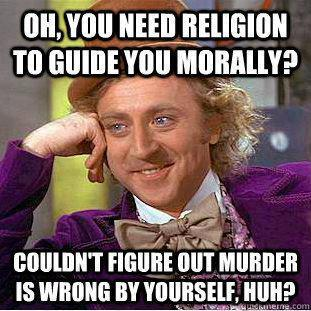 OH, YOU NEED RELIGION
TO GUIDE YOU MORALLY?
COULDN'T FIGURE OUT MURDER
IS WRONG BY YOURSELF, HUH?